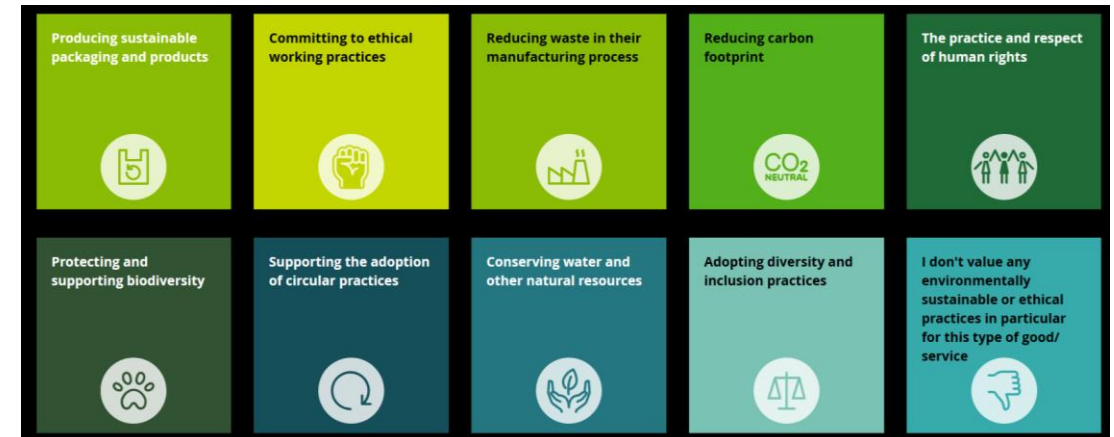 Producing sustainable
packaging and products
Committing to ethical
working practices
Reducing waste in their
manufacturing process
Reducing carbon
footprint
CO2
NEUTRAL
The practice and respect
of human rights
Protecting and
supporting biodiversity
Supporting the adoption
of circular practices
Conserving water and
other natural resources
Adopting diversity and
inclusion practices
I don't value any
environmentally
sustainable or ethical
practices in particular
for this type of good/
service